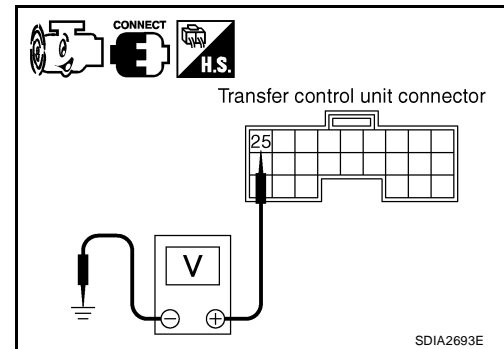 CONNECT
H.S.
Transfer control unit connector
25
V
− +
SDIA2693E